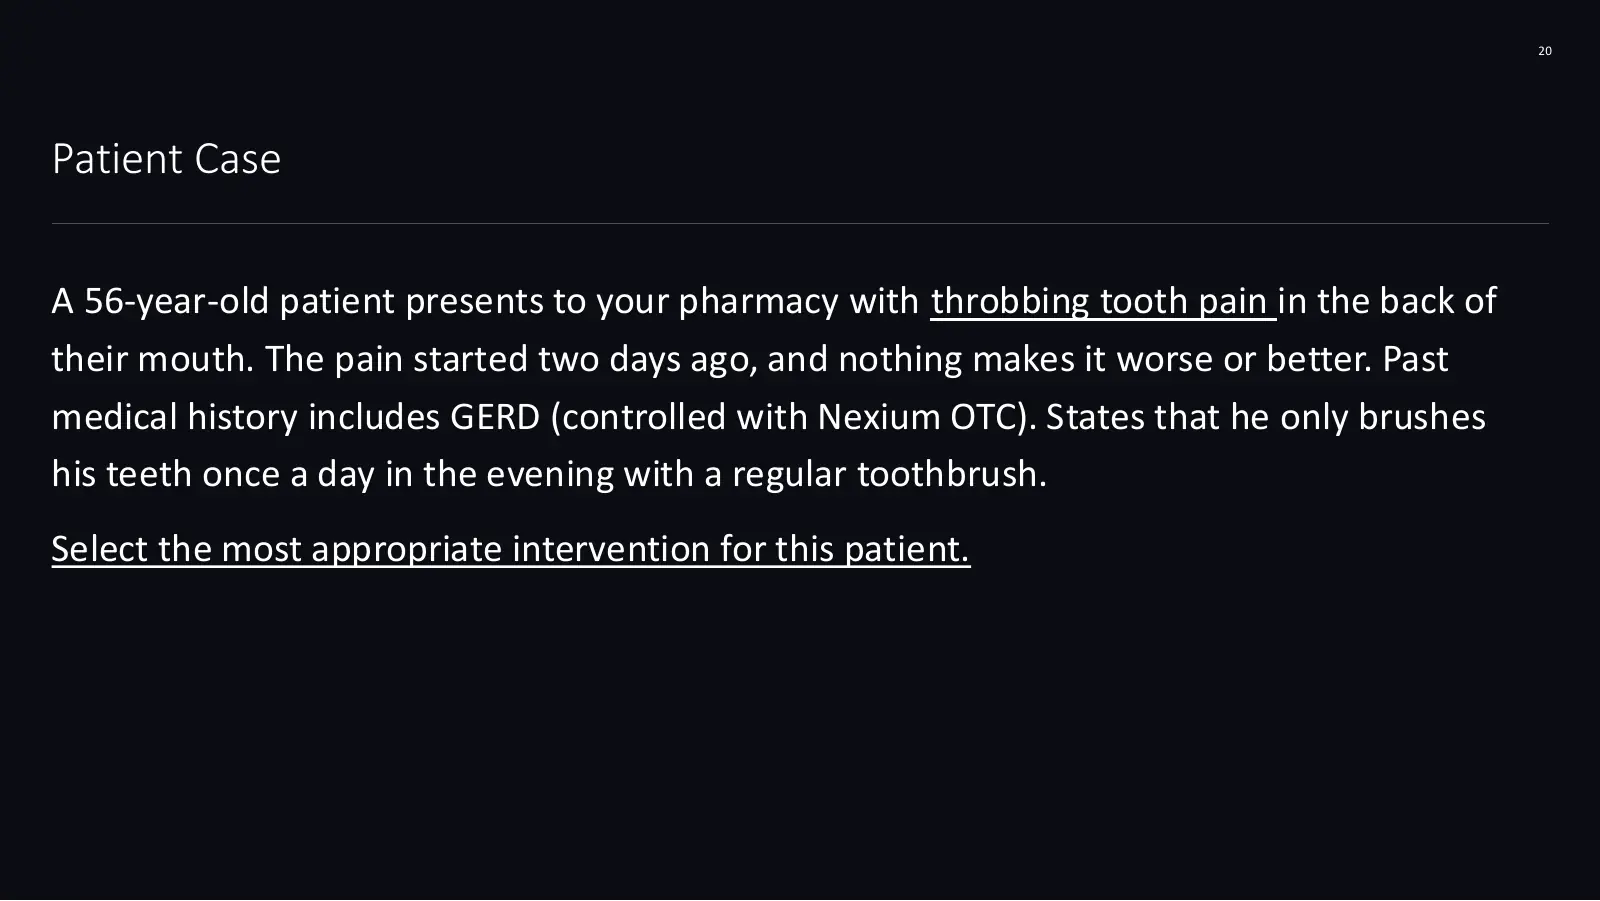 20
Patient Case
A 56-year-old patient presents to your pharmacy with throbbing tooth pain in the back of
their mouth. The pain started two days ago, and nothing makes it worse or better. Past
medical history includes GERD (controlled with Nexium OTC). States that he only brushes
his teeth once a day in the evening with a regular toothbrush.
Select the most appropriate intervention for this patient.